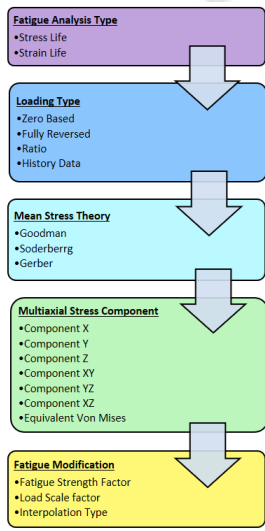 Fatigue Analysis Type
•Stress Life
•Strain Life
Loading Type
•Zero Based
•Fully Reversed
•Ratio
•History Data
Mean Stress Theory
•Goodman
•Soderberrg
•Gerber
Multiaxial Stress Component
•Component X
•Component Y
•Component Z
•Component XY
•Component YZ
•Component XZ
•Equivalent Von Mises
Fatigue Modification
•Fatigue Strength Factor
•Load Scale factor
•Interpolation Type